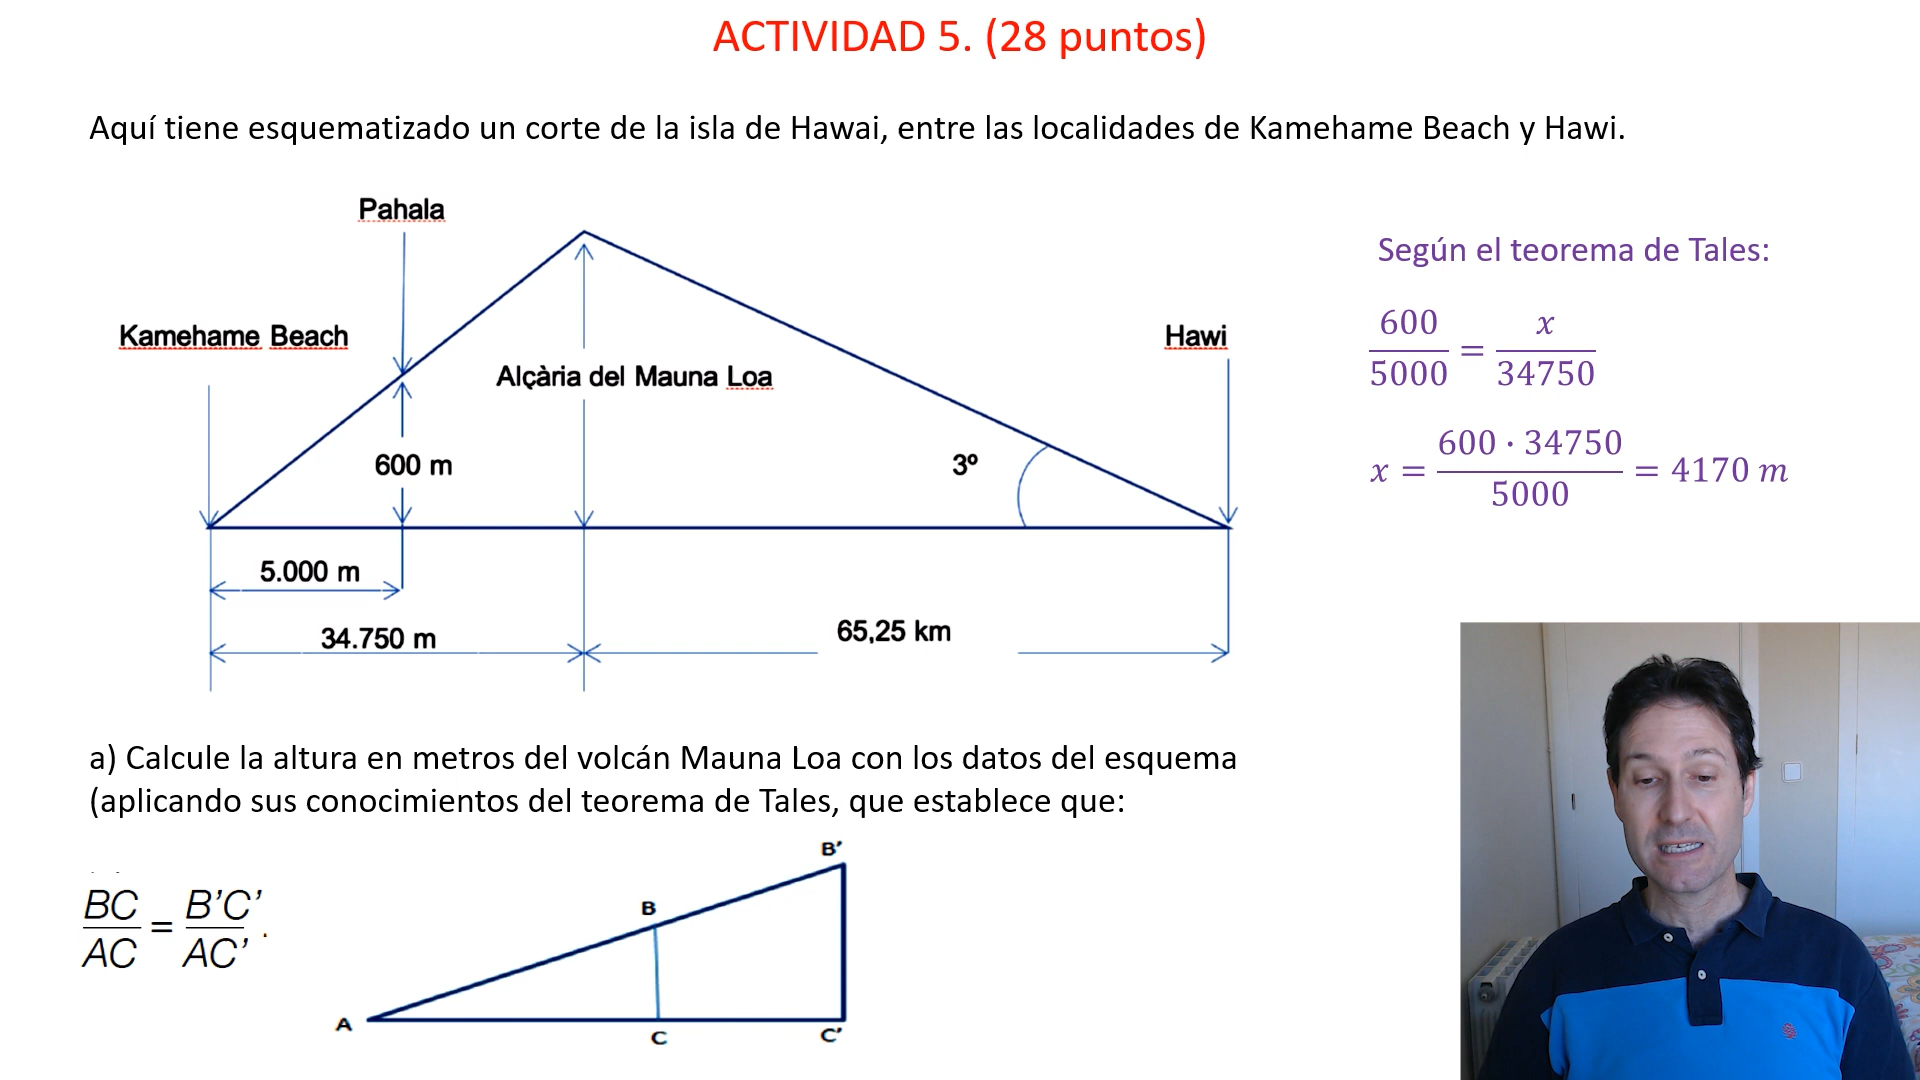 ACTIVIDAD 5. (28 puntos)
Aquí tiene esquematizado un corte de la isla de Hawai, entre las localidades de Kamehame Beach y Hawi.
Pahala
Kamehame Beach
Alçària del Mauna Loa
Hawi
600 m
3º
5.000 m
34.750 m
65,25 km
Según el teorema de Tales:
600/5000 = x/34750
x = 600 · 34750/5000 = 4170 m
a) Calcule la altura en metros del volcán Mauna Loa con los datos del esquema
(aplicando sus conocimientos del teorema de Tales, que establece que:
BC/AC = B’C’/AC’ .
B’
B
A
C
C’